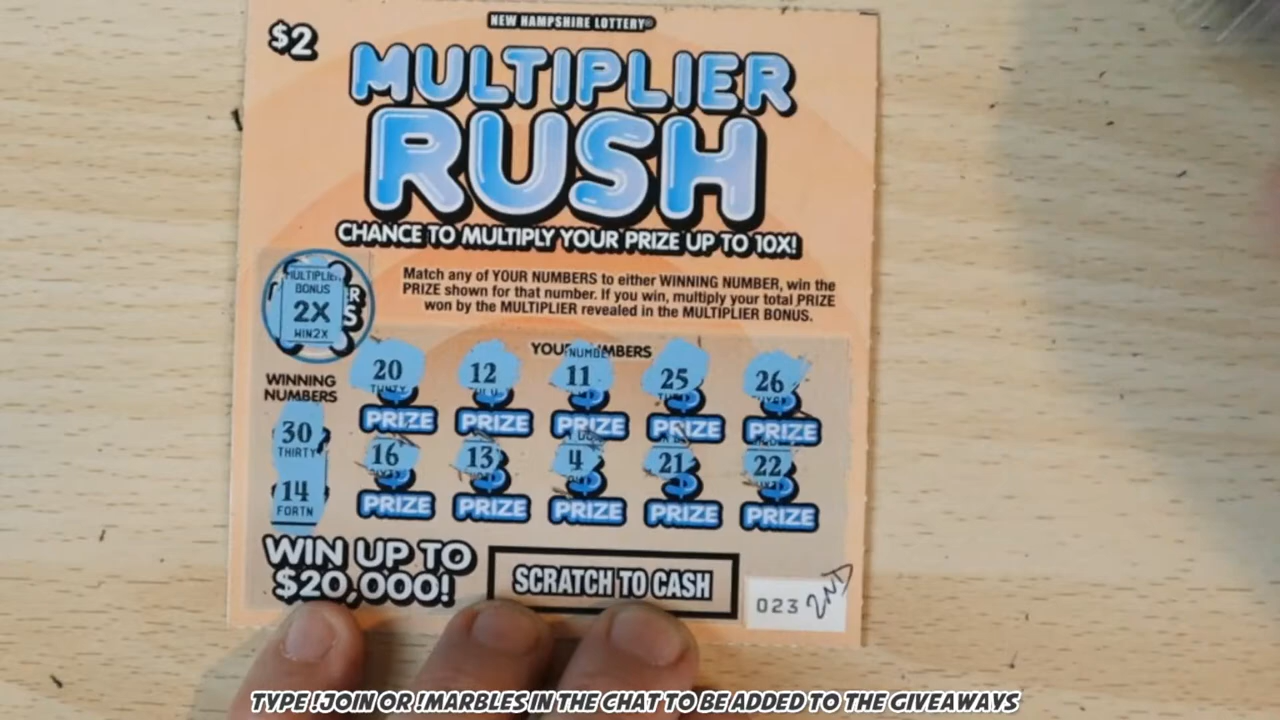 NEW HAMPSHIRE LOTTERY®
$2
MULTIPLIER
RUSH
CHANCE TO MULTIPLY YOUR PRIZE UP TO 10X!
Match any of YOUR NUMBERS to either WINNING NUMBER, win the
PRIZE shown for that number. If you win, multiply your total PRIZE
won by the MULTIPLIER revealed in the MULTIPLIER BONUS.
BONUS
2X
WIN2X
WINNING
NUMBERS
30
THIRTY
14
FORTN
20 12 11 25 26
PRIZE PRIZE PRIZE PRIZE PRIZE
16 13 4 21 22
PRIZE PRIZE PRIZE PRIZE PRIZE
WIN UP TO
$20,000!
SCRATCH TO CASH
023 2ND
TYPE !JOIN OR !MARBLES IN THE CHAT TO BE ADDED TO THE GIVEAWAYS